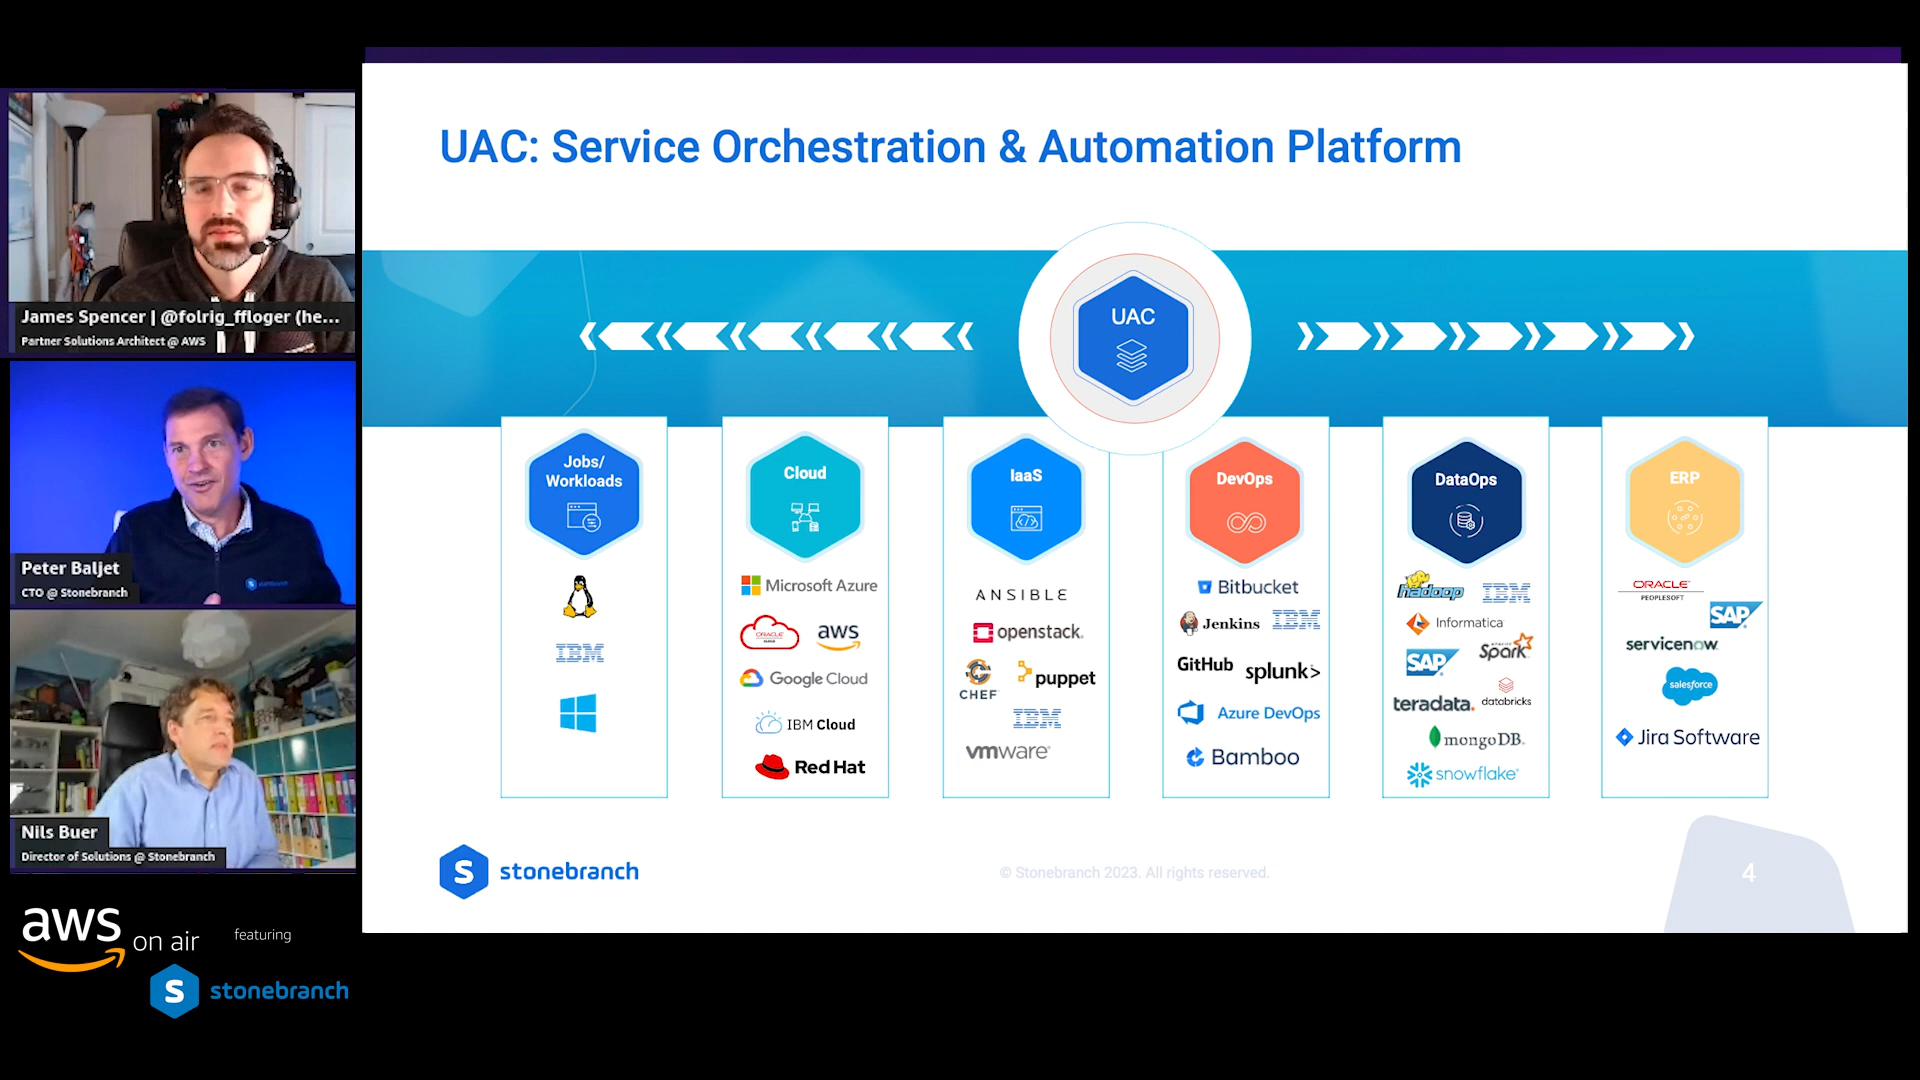 UAC: Service Orchestration & Automation Platform
UAC
Jobs/
Workloads
IBM
Cloud
Microsoft Azure
ORACLE
CLOUD
aws
Google Cloud
IBM Cloud
Red Hat
IaaS
ANSIBLE
openstack.
CHEF
puppet
IBM
vmware
DevOps
Bitbucket
Jenkins
IBM
GitHub
splunk>
Azure DevOps
Bamboo
DataOps
hadoop
IBM
Informatica
SAP
Spark
teradata.
databricks
mongoDB.
snowflake
ERP
ORACLE
PEOPLESOFT
SAP
servicenow
salesforce
Jira Software
S stonebranch
© Stonebranch 2023. All rights reserved.
4
James Spencer | @folrig_ffloger (he...
Partner Solutions Architect @ AWS
Peter Baljet
CTO @ Stonebranch
Nils Buer
Director of Solutions @ Stonebranch
aws on air featuring
S stonebranch